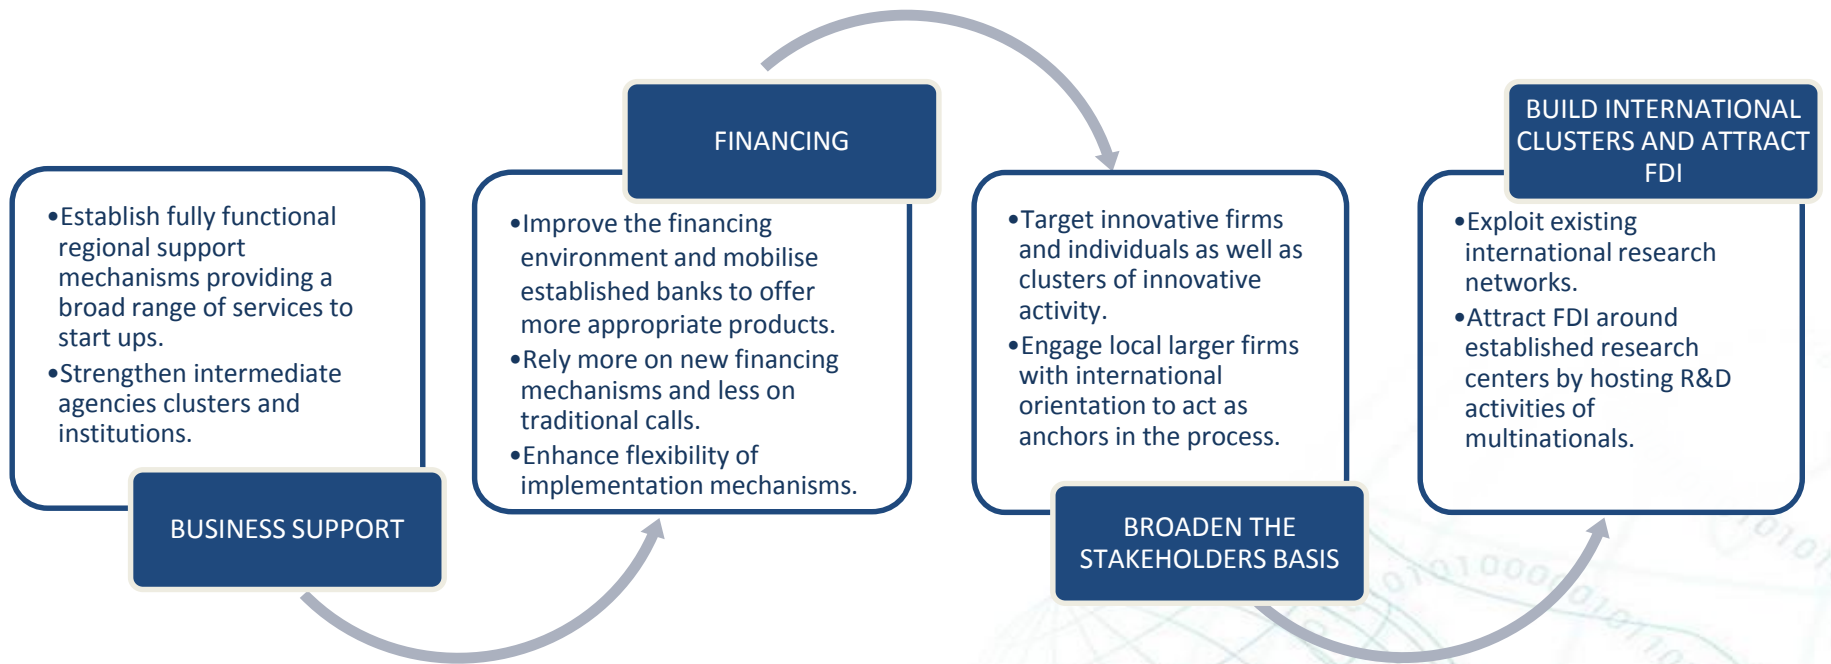 •Establish fully functional
regional support
mechanisms providing a
broad range of services to
start ups.
•Strengthen intermediate
agencies clusters and
institutions.
BUSINESS SUPPORT
FINANCING
•Improve the financing
environment and mobilise
established banks to offer
more appropriate products.
•Rely more on new financing
mechanisms and less on
traditional calls.
•Enhance flexibility of
implementation mechanisms.
•Target innovative firms
and individuals as well as
clusters of innovative
activity.
•Engage local larger firms
with international
orientation to act as
anchors in the process.
BROADEN THE
STAKEHOLDERS BASIS
BUILD INTERNATIONAL
CLUSTERS AND ATTRACT
FDI
•Exploit existing
international research
networks.
•Attract FDI around
established research
centers by hosting R&D
activities of
multinationals.